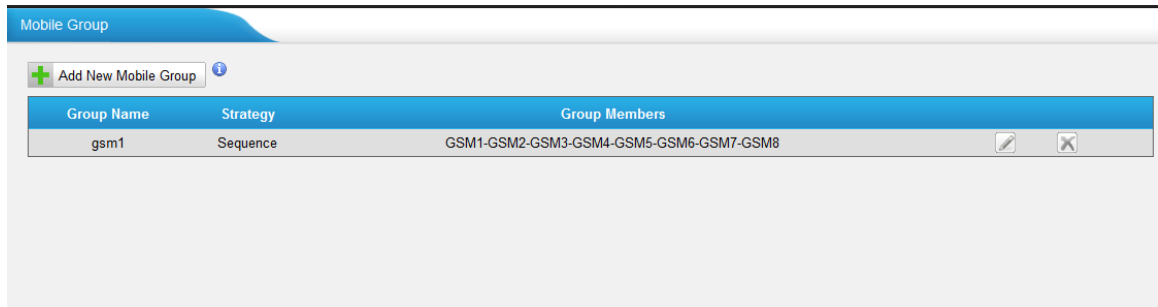 Mobile Group
Add New Mobile Group
Group Name Strategy Group Members
gsm1 Sequence GSM1-GSM2-GSM3-GSM4-GSM5-GSM6-GSM7-GSM8